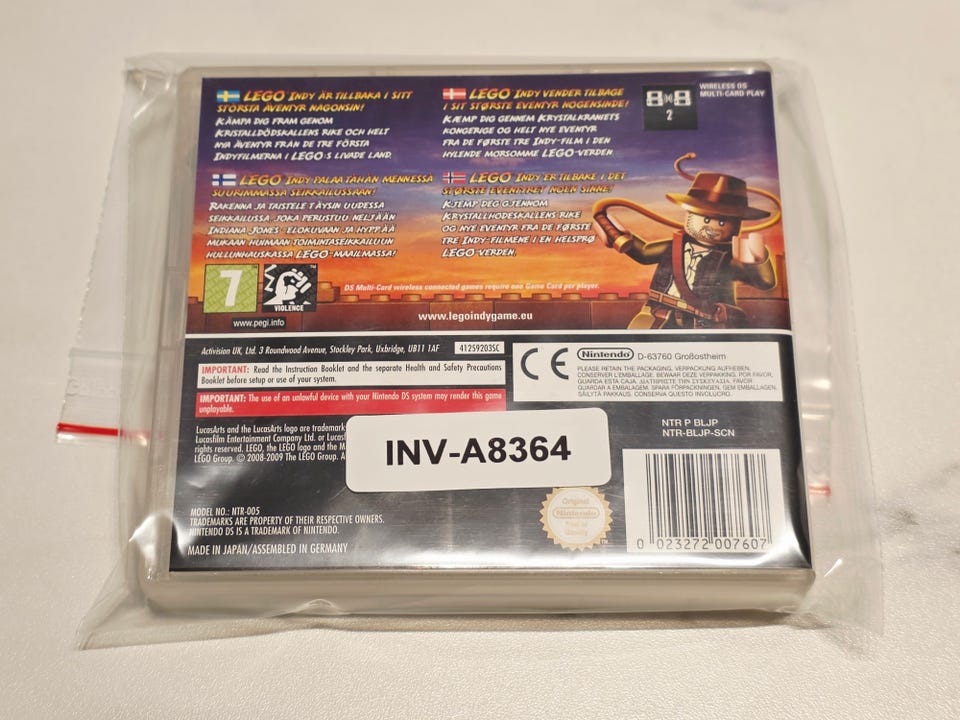 LEGO INDY ÄR TILLBAKA I SITT
STÖRSTA ÄVENTYR NÅGONSIN!
KÄMPA DIG FRAM GENOM
KRISTALLDÖDSKALLENS RIKE OCH HELT
NYA ÄVENTYR FRÅN DE TRE FÖRSTA
INDYFILMERNA I LEGO:S LIVADE LAND.
LEGO INDY VENDER TILBAGE
I SIT STØRSTE EVENTYR NOGENSINDE!
KÆMP DIG GENNEM KRYSTALKRANIETS
KONGERIGE OG HELT NYE EVENTYR
FRA DE FØRSTE TRE INDY-FILM I DEN
HYLENDE MORSOMME LEGO-VERDEN.
2
WIRELESS DS
MULTI-CARD PLAY
LEGO INDY PALAA TÄHÄN MENNESSÄ
SUURIMMASSA SEIKKAILUSSAAN!
RAKENNA JA TAISTELE TÄYSIN UUDESSA
SEIKKAILUSSA JOKA PERUSTUU NELJÄÄN
INDIANA JONES -ELOKUVAAN JA HYPPÄÄ
MUKAAN HUIMAAN TOIMINTASEIKKAILUUN
HULLUNHAUSKASSA LEGO-MAAILMASSA!
LEGO INDY ER TILBAKE I DET
STØRSTE EVENTYRET NOEN SINNE!
KJEMP DEG GJENNOM
KRYSTALLHODESKALLENS RIKE
OG NYE EVENTYR FRA DE FØRSTE
TRE INDY-FILMENE I EN HELSPRØ
LEGO-VERDEN.
7
VIOLENCE
www.pegi.info
DS Multi-Card wireless connected games require one Game Card per player.
www.legoindygame.eu
Activision UK, Ltd. 3 Roundwood Avenue, Stockley Park, Uxbridge, UB11 1AF
41259203SC
IMPORTANT: Read the Instruction Booklet and the separate Health and Safety Precautions
Booklet before setup or use of your system.
IMPORTANT: The use of an unlawful device with your Nintendo DS system may render this game
unplayable.
CE
Nintendo D-63760 Großostheim
PLEASE RETAIN THE PACKAGING. VERPACKUNG AUFHEBEN.
CONSERVER L'EMBALLAGE. BEWAAR DEZE VERPAKKING. POR FAVOR,
GUARDA ESTA CAJA. ΔΙΑΤΗΡΗΣΤΕ ΤΗ ΣΥΣΚΕΥΑΣΙΑ. FAVOR
GUARDAR A EMBALAGEM. SPARA FÖRPACKNINGEN. GEM EMBALLAGEN.
SÄILYTÄ PAKKAUS. CONSERVA QUESTO INVOLUCRO.
LucasArts and the LucasArts logo are trademark
Lucasfilm Entertainment Company Ltd. or Lucas
rights reserved. LEGO, the LEGO logo and the M
LEGO Group. © 2008-2009 The LEGO Group. A
INV-A8364
NTR P BLJP
NTR-BLJP-SCN
Original
Nintendo
Seal of
Quality
MODEL NO.: NTR-005
TRADEMARKS ARE PROPERTY OF THEIR RESPECTIVE OWNERS.
NINTENDO DS IS A TRADEMARK OF NINTENDO.
MADE IN JAPAN/ASSEMBLED IN GERMANY
0 023272 007607